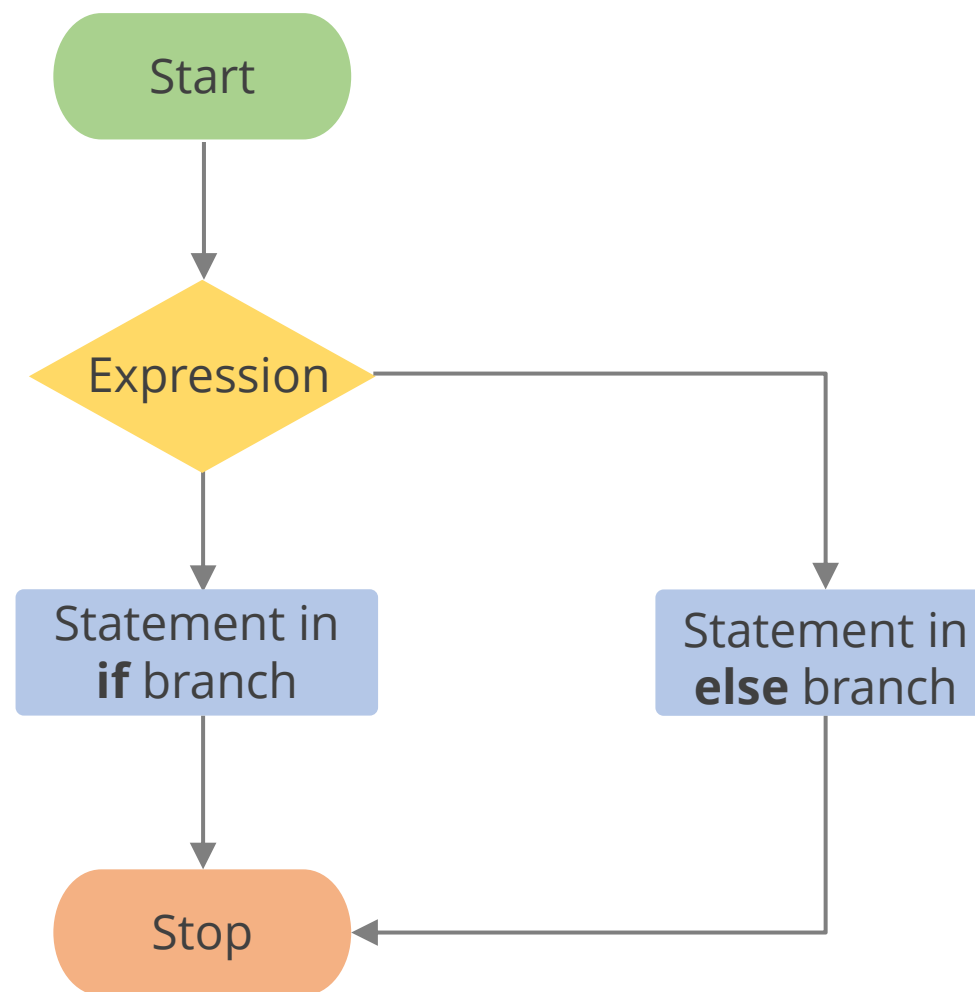 Start
Expression
Statement in
if branch
Statement in
else branch
Stop